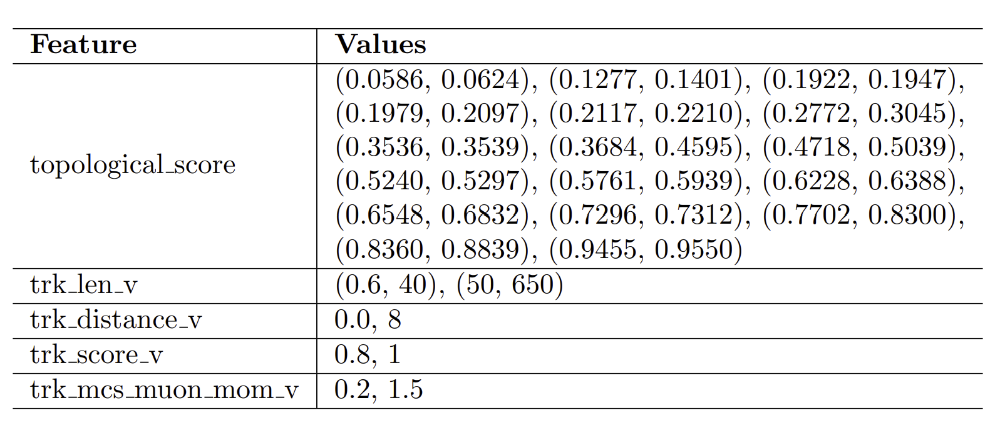 Feature Values
(0.0586, 0.0624), (0.1277, 0.1401), (0.1922, 0.1947),
(0.1979, 0.2097), (0.2117, 0.2210), (0.2772, 0.3045),
(0.3536, 0.3539), (0.3684, 0.4595), (0.4718, 0.5039),
topological_score
(0.5240, 0.5297), (0.5761, 0.5939), (0.6228, 0.6388),
(0.6548, 0.6832), (0.7296, 0.7312), (0.7702, 0.8300),
(0.8360, 0.8839), (0.9455, 0.9550)
trk_len_v (0.6, 40), (50, 650)
trk_distance_v 0.0, 8
trk_score_v 0.8, 1
trk_mcs_muon_mom_v 0.2, 1.5